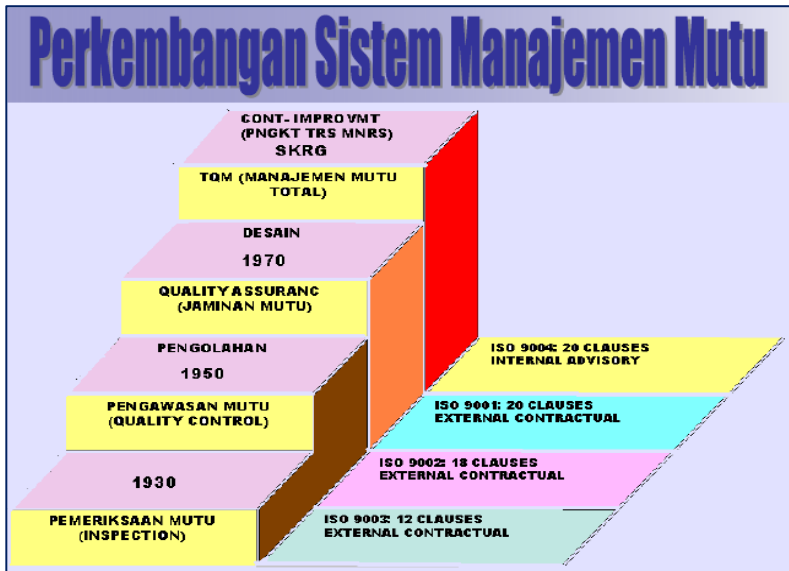 Perkembangan Sistem Manajemen Mutu
CONT- IMPROVMT
(PNGKT TRS MNRS)
SKRG
TQM (MANAJEMEN MUTU
TOTAL)
DESAIN
1970
QUALITY ASSURANC
(JAMINAN MUTU)
PENGOLAHAN
1950
PENGAWASAN MUTU
(QUALITY CONTROL)
1930
PEMERIKSAAN MUTU
(INSPECTION)
ISO 9004: 20 CLAUSES
INTERNAL ADVISORY
ISO 9001: 20 CLAUSES
EXTERNAL CONTRACTUAL
ISO 9002: 18 CLAUSES
EXTERNAL CONTRACTUAL
ISO 9003: 12 CLAUSES
EXTERNAL CONTRACTUAL